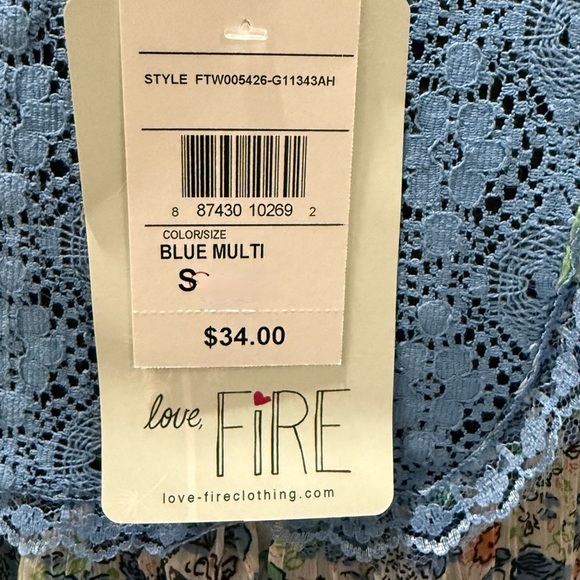 STYLE FTW005426-G11343AH
8 87430 10269 2
COLOR/SIZE
BLUE MULTI
S
$34.00
love, FiRE
love-fireclothing.com